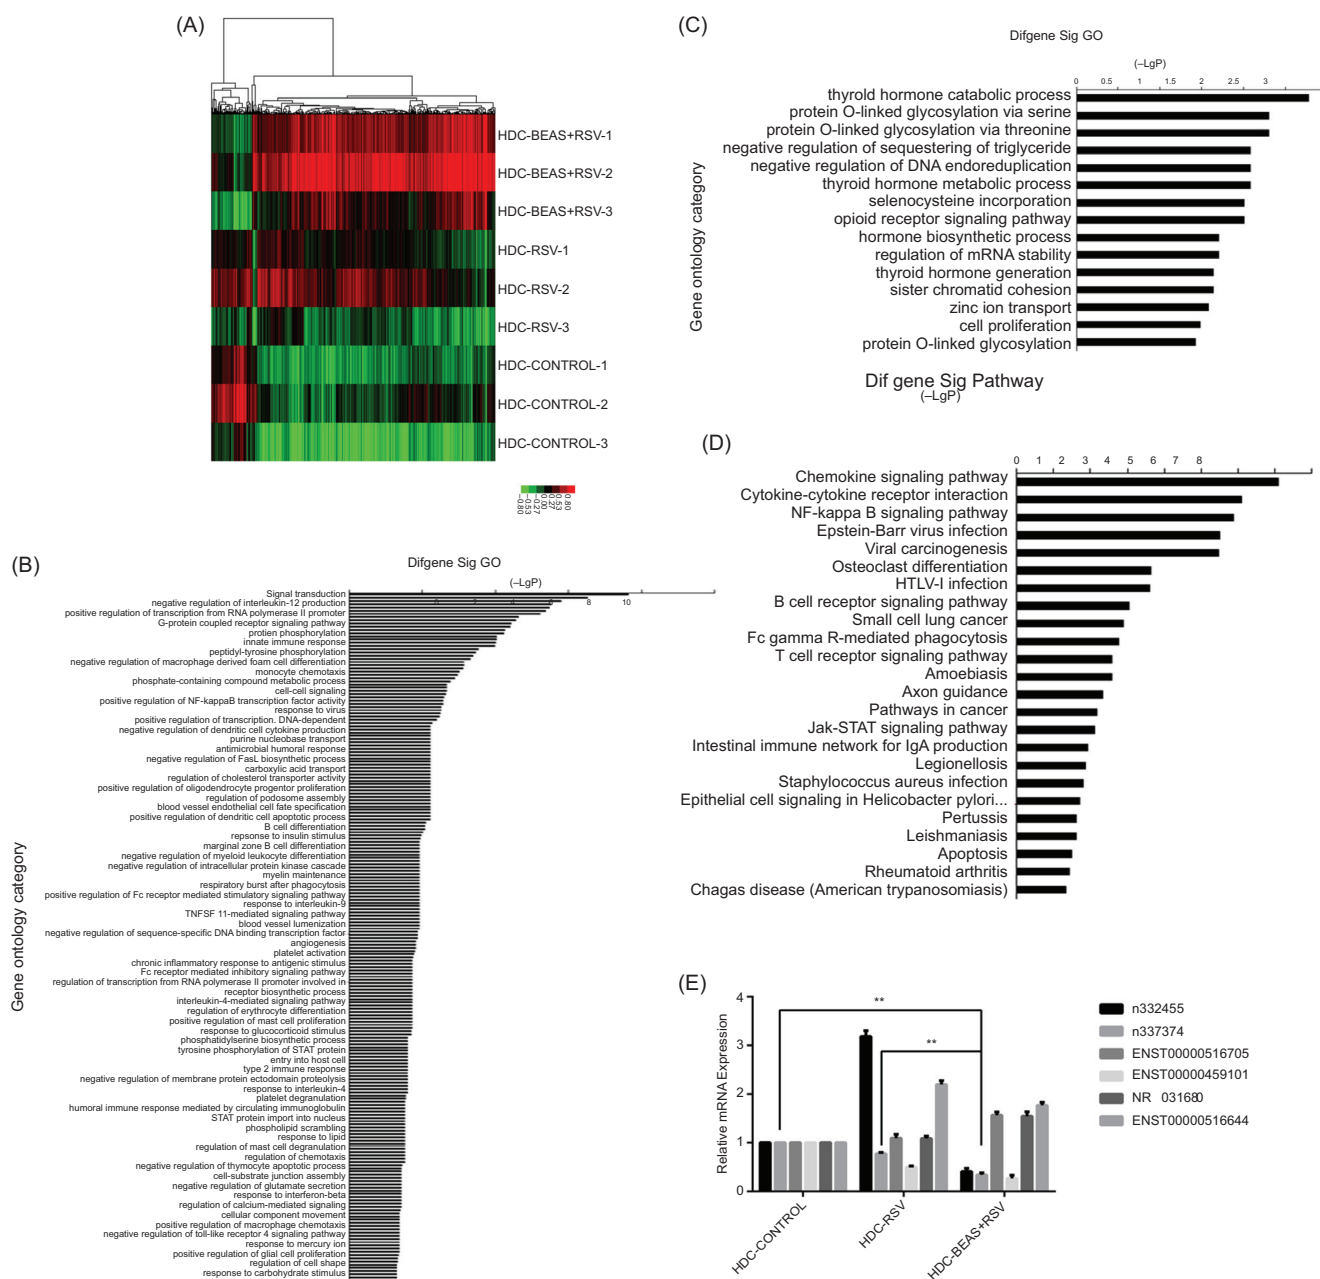 (A)
HDC-BEAS+RSV-1
HDC-BEAS+RSV-2
HDC-BEAS+RSV-3
HDC-RSV-1
HDC-RSV-2
HDC-RSV-3
HDC-CONTROL-1
HDC-CONTROL-2
HDC-CONTROL-3
-0.80
-0.53
-0.27
0.00
0.27
0.53
0.80
(B)
Difgene Sig GO
(–LgP)
8 10
Gene ontology category
Signal transduction
negative regulation of interleukin-12 production
positive regulation of transcription from RNA polymerase II promoter
G-protein coupled receptor signaling pathway
protien phosphorylation
innate immune response
peptidyl-tyrosine phosphorylation
negative regulation of macrophage derived foam cell differentiation
monocyte chemotaxis
phosphate-containing compound metabolic process
cell-cell signaling
positive regulation of NF-kappaB transcription factor activity
response to virus
positive regulation of transcription. DNA-dependent
negative regulation of dendritic cell cytokine production
purine nucleobase transport
antimicrobial humoral response
negative regulation of FasL biosynthetic process
carboxylic acid transport
regulation of cholesterol transporter activity
positive regulation of oligodendrocyte progentor proliferation
regulation of podosome assembly
blood vessel endothelial cell fate specification
positive regulation of dendritic cell apoptotic process
B cell differentiation
repsonse to insulin stimulus
marginal zone B cell differentiation
negative regulation of myeloid leukocyte differentiation
negative regulation of intracellular protein kinase cascade
myelin maintenance
respiratory burst after phagocytosis
positive regulation of Fc receptor mediated stimulatory signaling pathway
response to interleukin-9
TNFSF 11-mediated signaling pathway
blood vessel lumenization
negative regulation of sequence-specific DNA binding transcription factor
angiogenesis
platelet activation
chronic inflammatory response to antigenic stimulus
Fc receptor mediated inhibitory signaling pathway
regulation of transcription from RNA polymerase II promoter involved in
receptor biosynthetic process
interleukin-4-mediated signaling pathway
regulation of erythrocyte differentiation
positive regulation of mast cell proliferation
response to glucocorticoid stimulus
phosphatidylserine biosynthetic process
tyrosine phosphorylation of STAT protein
entry into host cell
type 2 immune response
negative regulation of membrane protein ectodomain proteolysis
response to interleukin-4
platelet degranulation
humoral immune response mediated by circulating immunoglobulin
STAT protein import into nucleus
phospholipid scrambling
response to lipid
regulation of mast cell degranulation
regulation of chemotaxis
negative regulation of thymocyte apoptotic process
cell-substrate junction assembly
negative regulation of glutamate secretion
response to interferon-beta
regulation of calcium-mediated signaling
cellular component movement
positive regulation of macrophage chemotaxis
negative regulation of toll-like receptor 4 signaling pathway
response to mercury ion
positive regulation of glial cell proliferation
regulation of cell shape
response to carbohydrate stimulus
(C)
Difgene Sig GO
(–LgP)
0 0.5 1 1.5 2 2.5 3
Gene ontology category
thyrold hormone catabolic process
protein O-linked glycosylation via serine
protein O-linked glycosylation via threonine
negative regulation of sequestering of triglyceride
negative regulation of DNA endoreduplication
thyroid hormone metabolic process
selenocysteine incorporation
opioid receptor signaling pathway
hormone biosynthetic process
regulation of mRNA stability
thyroid hormone generation
sister chromatid cohesion
zinc ion transport
cell proliferation
protein O-linked glycosylation
Dif gene Sig Pathway
(–LgP)
(D)
0 1 2 3 4 5 6 7 8
Chemokine signaling pathway
Cytokine-cytokine receptor interaction
NF-kappa B signaling pathway
Epstein-Barr virus infection
Viral carcinogenesis
Osteoclast differentiation
HTLV-I infection
B cell receptor signaling pathway
Small cell lung cancer
Fc gamma R-mediated phagocytosis
T cell receptor signaling pathway
Amoebiasis
Axon guidance
Pathways in cancer
Jak-STAT signaling pathway
Intestinal immune network for IgA production
Legionellosis
Staphylococcus aureus infection
Epithelial cell signaling in Helicobacter pylori...
Pertussis
Leishmaniasis
Apoptosis
Rheumatoid arthritis
Chagas disease (American trypanosomiasis)
(E)
Relative mRNA Expression
4
3
2
1
0
**
**
HDC-CONTROL
HDC-RSV
HDC-BEAS+RSV
n332455
n337374
ENST00000516705
ENST00000459101
NR 031680
ENST00000516644